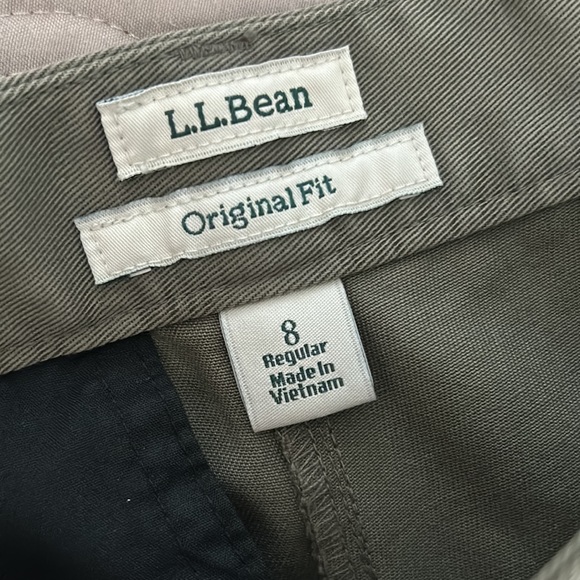 L.L.Bean
Original Fit
8
Regular
Made In
Vietnam